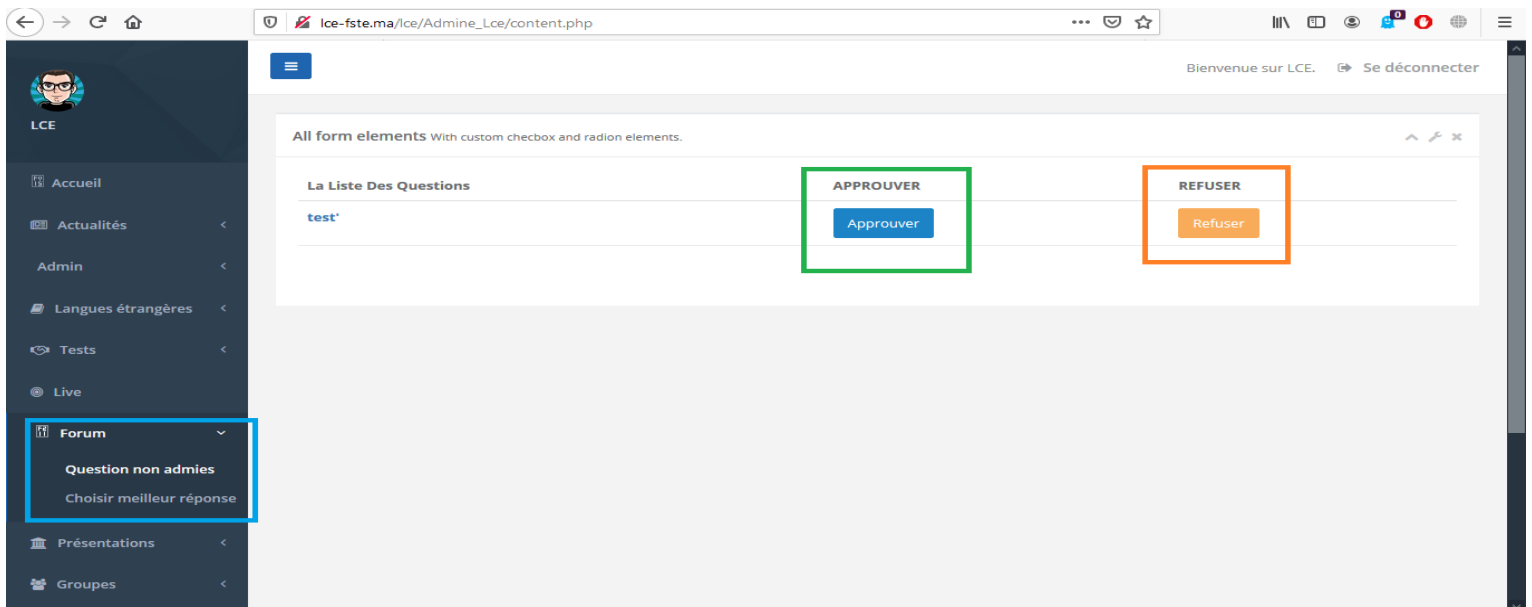 lce-fste.ma/lce/Admine_Lce/content.php
0
Bienvenue sur LCE. Se déconnecter
LCE
All form elements With custom checbox and radion elements.
La Liste Des Questions APPROUVER REFUSER
test' Approuver Refuser
Accueil
Actualités
Admin
Langues étrangères
Tests
Live
Forum
Question non admies
Choisir meilleur réponse
Présentations
Groupes